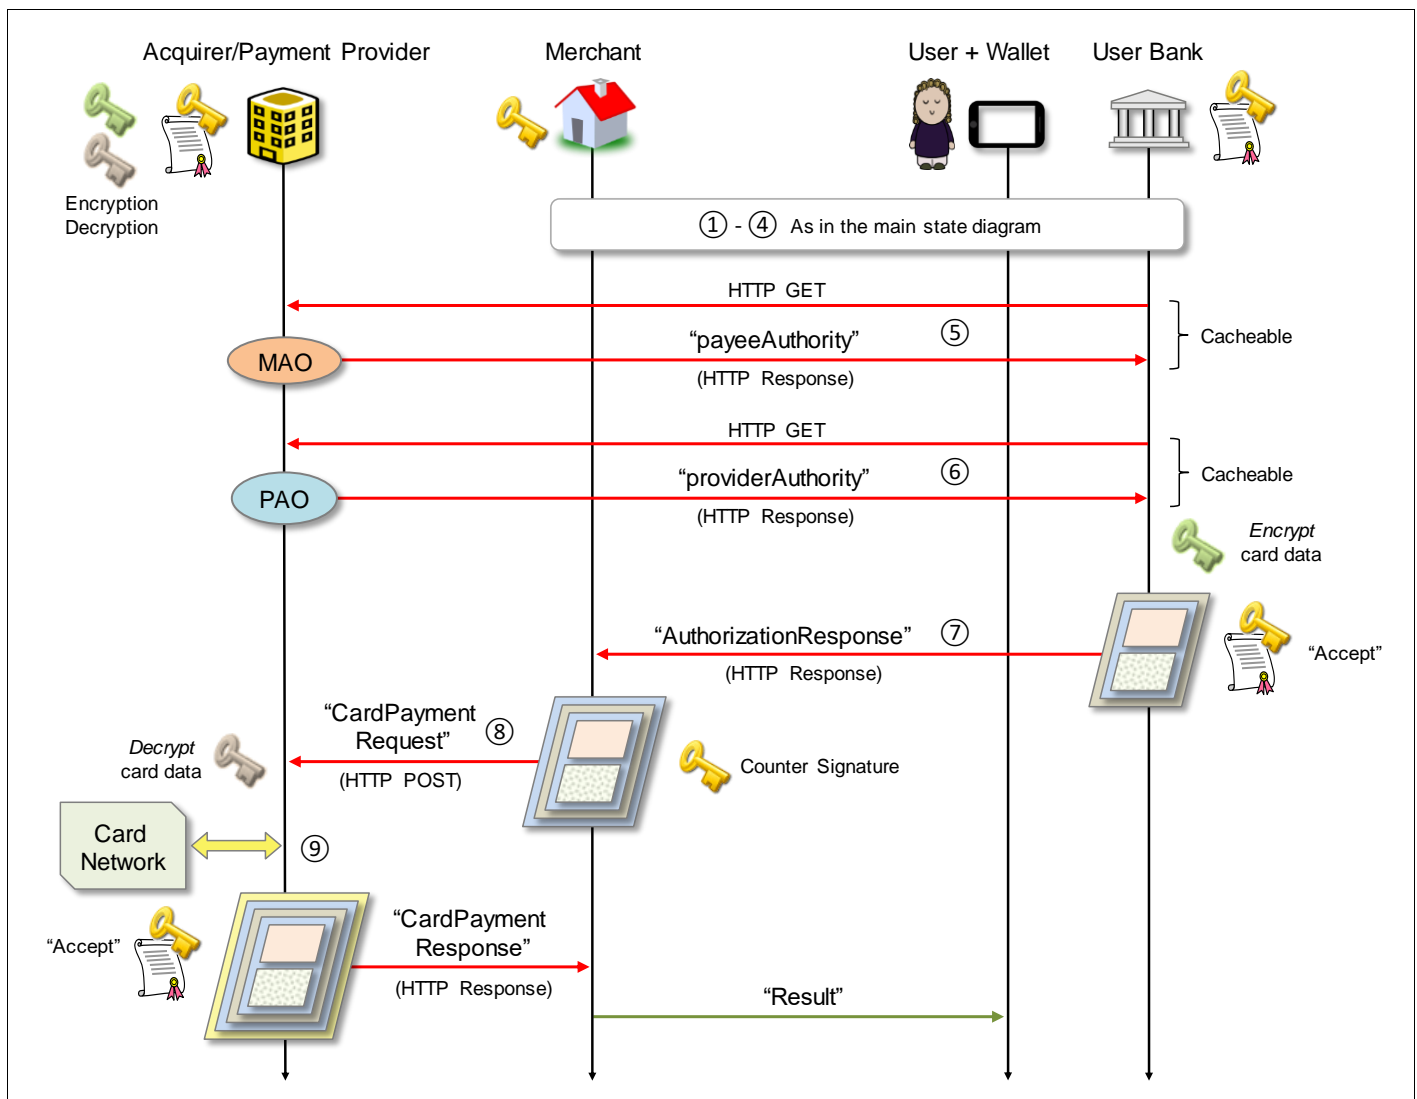 Acquirer/Payment Provider
Merchant
User + Wallet
User Bank
Encryption
Decryption
① - ④ As in the main state diagram
HTTP GET
“payeeAuthority”
⑤
Cacheable
MAO
(HTTP Response)
HTTP GET
“providerAuthority”
⑥
Cacheable
PAO
(HTTP Response)
Encrypt
card data
“AuthorizationResponse”
⑦
(HTTP Response)
“Accept”
“CardPayment
Request”
⑧
(HTTP POST)
Decrypt
card data
Counter Signature
Card
Network
⑨
“CardPayment
Response”
“Accept”
(HTTP Response)
“Result”